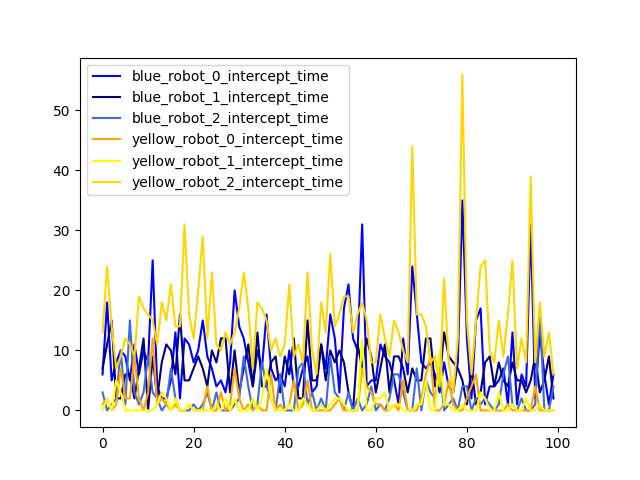 blue_robot_0_intercept_time
blue_robot_1_intercept_time
blue_robot_2_intercept_time
yellow_robot_0_intercept_time
yellow_robot_1_intercept_time
yellow_robot_2_intercept_time
50
40
30
20
10
0
0 20 40 60 80 100